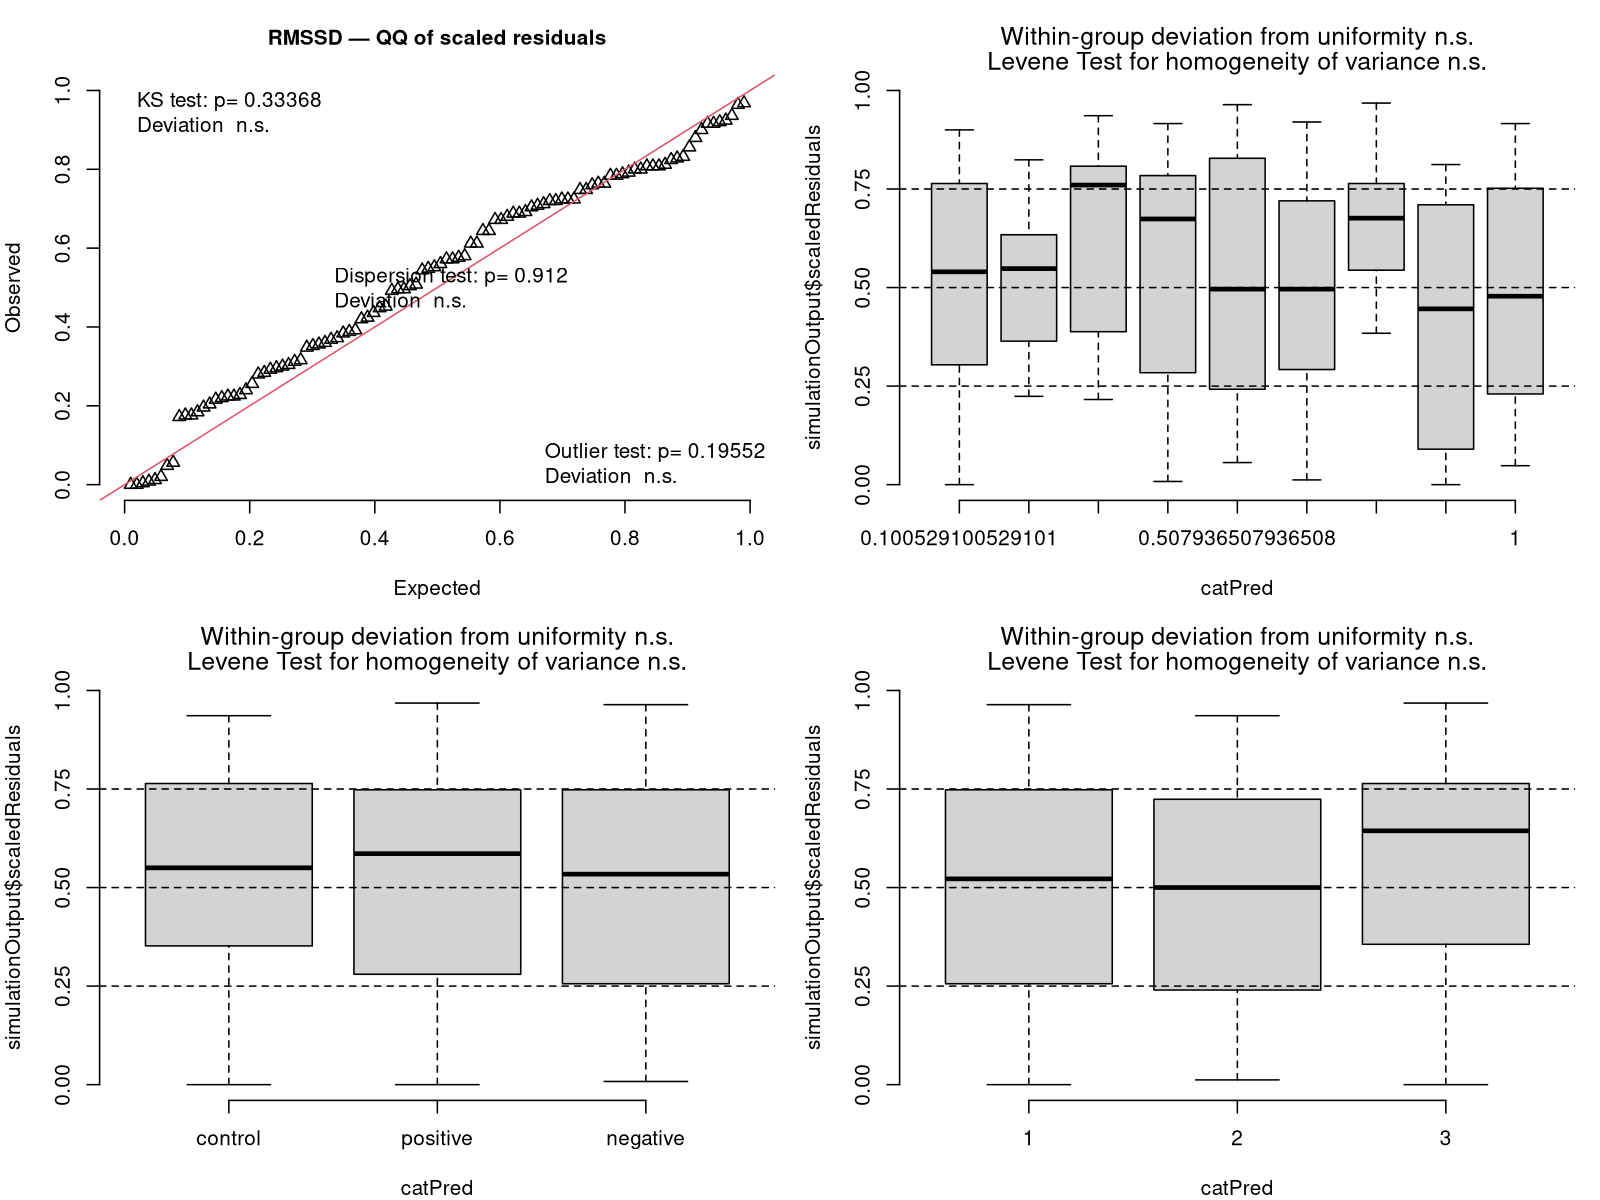 RMSSD — QQ of scaled residuals
KS test: p= 0.33368
Deviation n.s.
Dispersion test: p= 0.912
Deviation n.s.
Outlier test: p= 0.19552
Deviation n.s.
Observed
0.0 0.2 0.4 0.6 0.8 1.0
0.0 0.2 0.4 0.6 0.8 1.0
Expected
Within-group deviation from uniformity n.s.
Levene Test for homogeneity of variance n.s.
simulationOutput$scaledResiduals
0.00 0.25 0.50 0.75 1.00
0.100529100529101 0.507936507936508 1
catPred
Within-group deviation from uniformity n.s.
Levene Test for homogeneity of variance n.s.
simulationOutput$scaledResiduals
0.00 0.25 0.50 0.75 1.00
control positive negative
catPred
Within-group deviation from uniformity n.s.
Levene Test for homogeneity of variance n.s.
simulationOutput$scaledResiduals
0.00 0.25 0.50 0.75 1.00
1 2 3
catPred